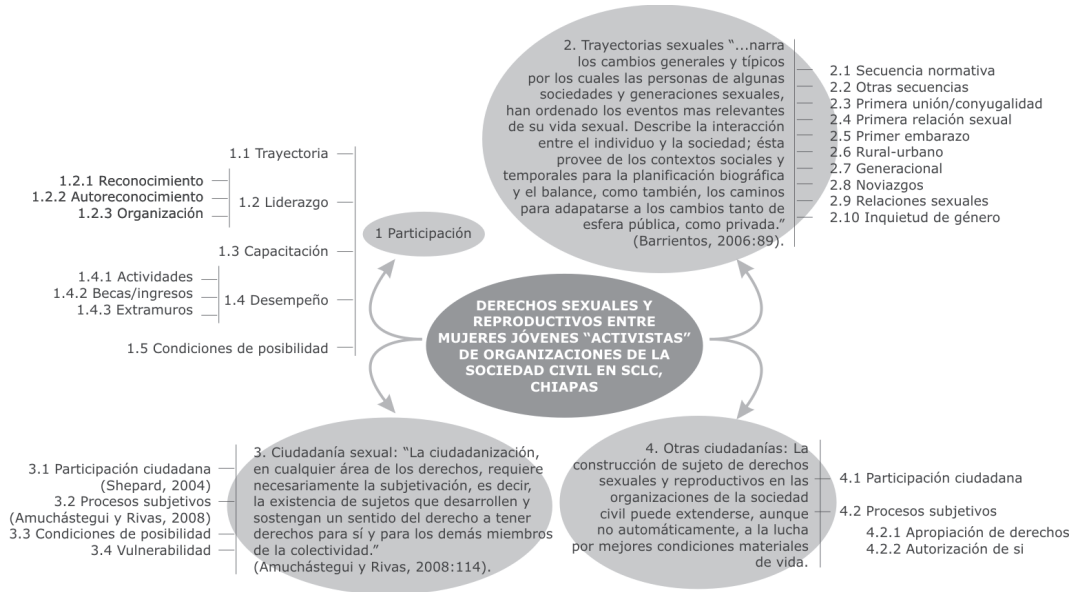 DERECHOS SEXUALES Y
REPRODUCTIVOS ENTRE
MUJERES JÓVENES “ACTIVISTAS”
DE ORGANIZACIONES DE LA
SOCIEDAD CIVIL EN SCLC,
CHIAPAS
1 Participación
1.1 Trayectoria
1.2 Liderazgo
1.2.1 Reconocimiento
1.2.2 Autoreconocimiento
1.2.3 Organización
1.3 Capacitación
1.4 Desempeño
1.4.1 Actividades
1.4.2 Becas/ingresos
1.4.3 Extramuros
1.5 Condiciones de posibilidad
2. Trayectorias sexuales “...narra
los cambios generales y típicos
por los cuales las personas de algunas
sociedades y generaciones sexuales,
han ordenado los eventos mas relevantes
de su vida sexual. Describe la interacción
entre el individuo y la sociedad; ésta
provee de los contextos sociales y
temporales para la planificación biográfica
y el balance, como también, los caminos
para adapatarse a los cambios tanto de
esfera pública, como privada.”
(Barrientos, 2006:89).
2.1 Secuencia normativa
2.2 Otras secuencias
2.3 Primera unión/conyugalidad
2.4 Primera relación sexual
2.5 Primer embarazo
2.6 Rural-urbano
2.7 Generacional
2.8 Noviazgos
2.9 Relaciones sexuales
2.10 Inquietud de género
3. Ciudadanía sexual: “La ciudadanización,
en cualquier área de los derechos, requiere
necesariamente la subjetivación, es decir,
la existencia de sujetos que desarrollen y
sostengan un sentido del derecho a tener
derechos para sí y para los demás miembros
de la colectividad.”
(Amuchástegui y Rivas, 2008:114).
3.1 Participación ciudadana
(Shepard, 2004)
3.2 Procesos subjetivos
(Amuchástegui y Rivas, 2008)
3.3 Condiciones de posibilidad
3.4 Vulnerabilidad
4. Otras ciudadanías: La
construcción de sujeto de derechos
sexuales y reproductivos en las
organizaciones de la sociedad
civil puede extenderse, aunque
no automáticamente, a la lucha
por mejores condiciones materiales
de vida.
4.1 Participación ciudadana
4.2 Procesos subjetivos
4.2.1 Apropiación de derechos
4.2.2 Autorización de si